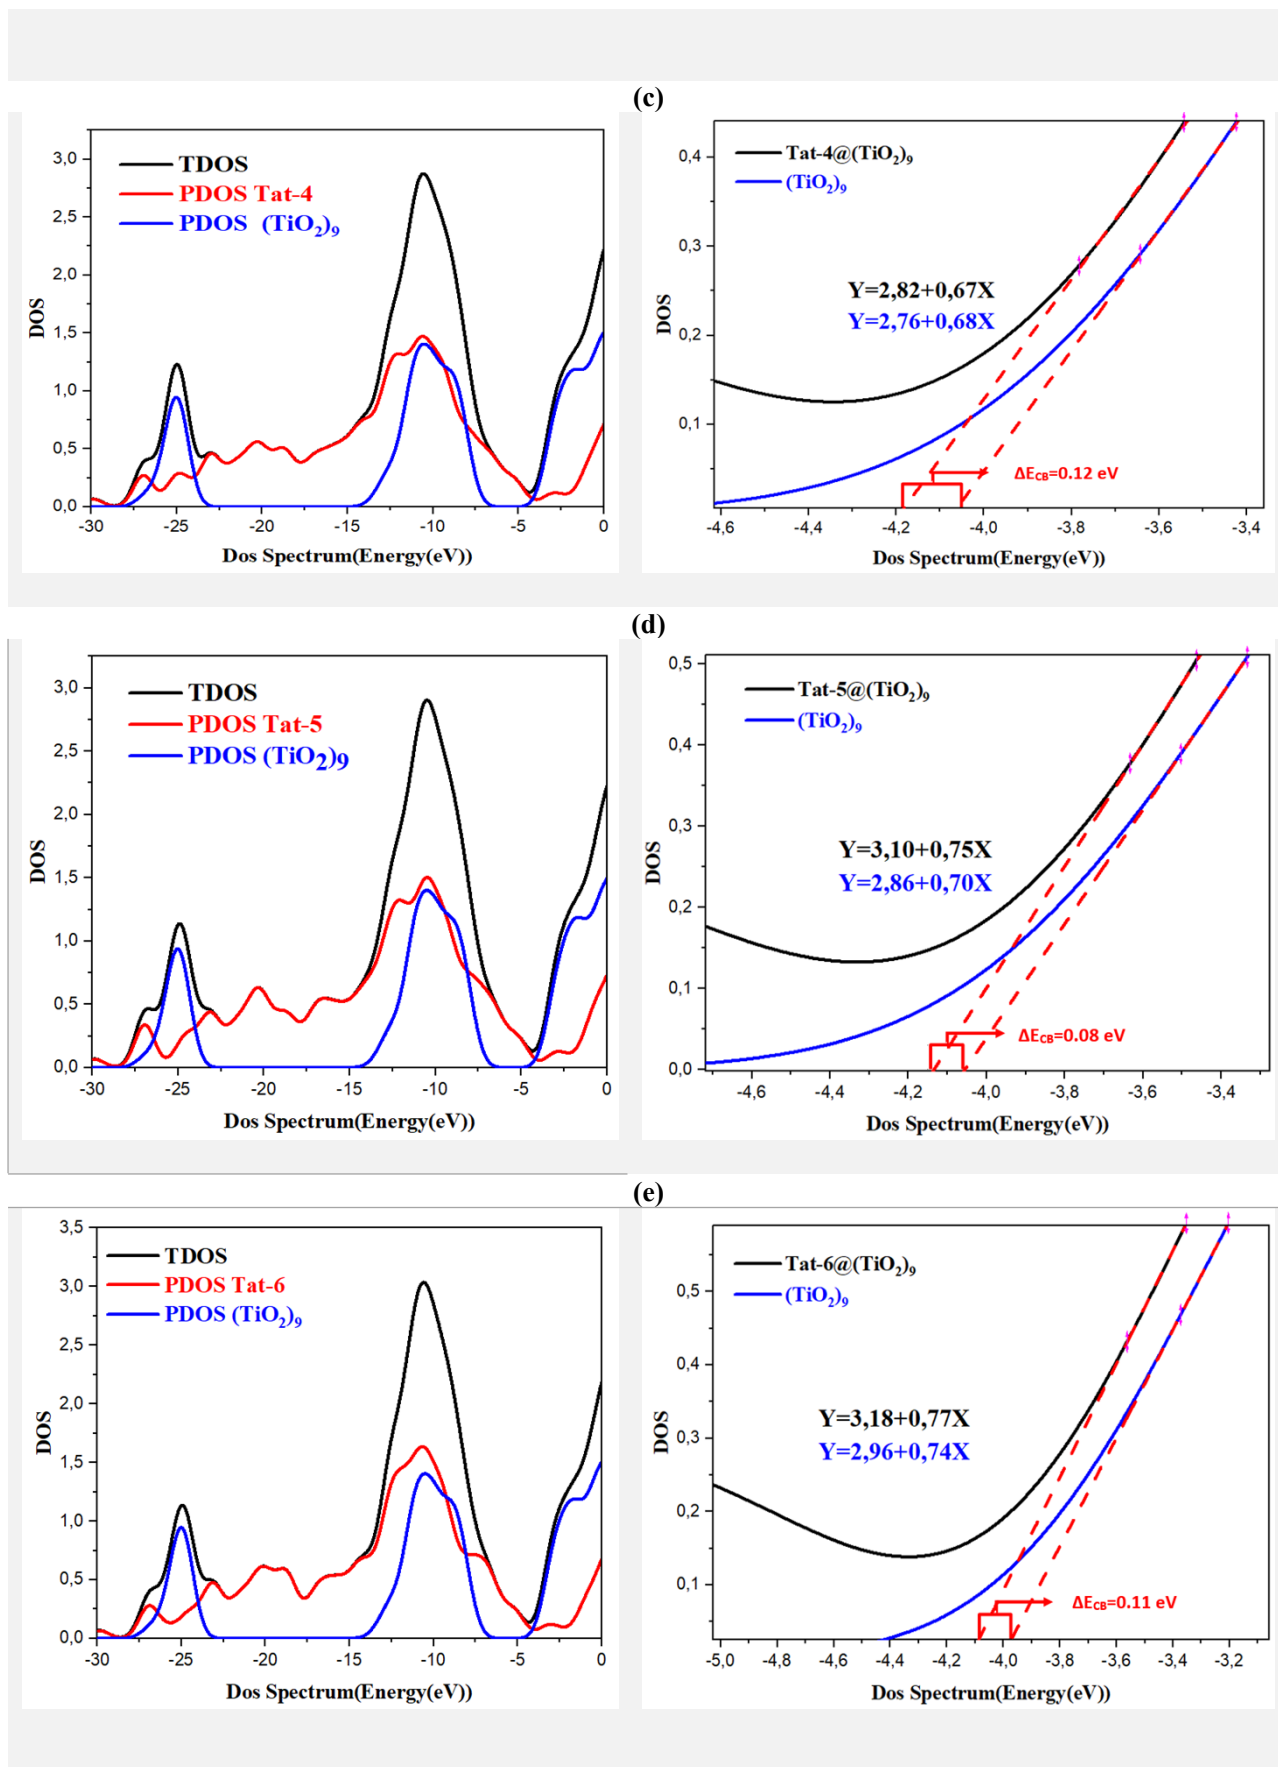 (c)
TDOS
PDOS Tat-4
PDOS (TiO2)9
3,0
2,5
2,0
1,5
1,0
0,5
0,0
DOS
-30 -25 -20 -15 -10 -5 0
Dos Spectrum(Energy(eV))
Tat-4@(TiO2)9
(TiO2)9
0,4
0,3
0,2
0,1
DOS
Y=2,82+0,67X
Y=2,76+0,68X
ΔECB=0.12 eV
-4,6 -4,4 -4,2 -4,0 -3,8 -3,6 -3,4
Dos Spectrum(Energy(eV))
(d)
TDOS
PDOS Tat-5
PDOS (TiO2)9
3,0
2,5
2,0
1,5
1,0
0,5
0,0
DOS
-30 -25 -20 -15 -10 -5 0
Dos Spectrum(Energy(eV))
Tat-5@(TiO2)9
(TiO2)9
0,5
0,4
0,3
0,2
0,1
0,0
DOS
Y=3,10+0,75X
Y=2,86+0,70X
ΔECB=0.08 eV
-4,6 -4,4 -4,2 -4,0 -3,8 -3,6 -3,4
Dos Spectrum(Energy(eV))
(e)
TDOS
PDOS Tat-6
PDOS (TiO2)9
3,5
3,0
2,5
2,0
1,5
1,0
0,5
0,0
DOS
-30 -25 -20 -15 -10 -5 0
Dos Spectrum(Energy(eV))
Tat-6@(TiO2)9
(TiO2)9
0,5
0,4
0,3
0,2
0,1
DOS
Y=3,18+0,77X
Y=2,96+0,74X
ΔECB=0.11 eV
-5,0 -4,8 -4,6 -4,4 -4,2 -4,0 -3,8 -3,6 -3,4 -3,2
Dos Spectrum(Energy(eV))